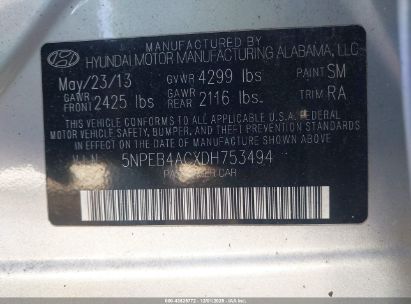 MANUFACTURED BY
HYUNDAI MOTOR MANUFACTURING ALABAMA, LLC
May/23/13 GVWR 4299 lbs PAINT SM
GAWR FRONT 2425 lbs GAWR REAR 2116 lbs TRIM RA
THIS VEHICLE CONFORMS TO ALL APPLICABLE FEDERAL
MOTOR VEHICLE SAFETY, BUMPER, AND THEFT PREVENTION STANDARDS
IN EFFECT ON THE DATE OF MANUFACTURE SHOWN ABOVE.
V.I.N. 5NPEB4ACXDH753494
PASSENGER CAR